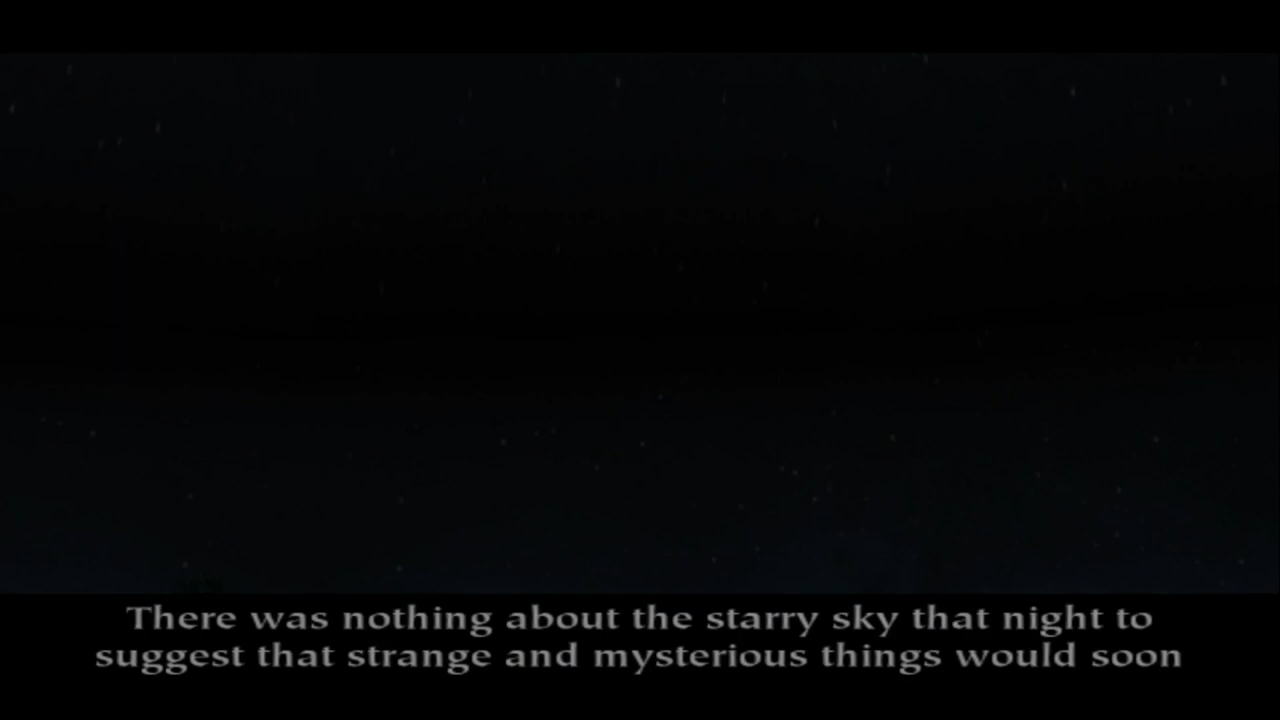 There was nothing about the starry sky that night to
suggest that strange and mysterious things would soon